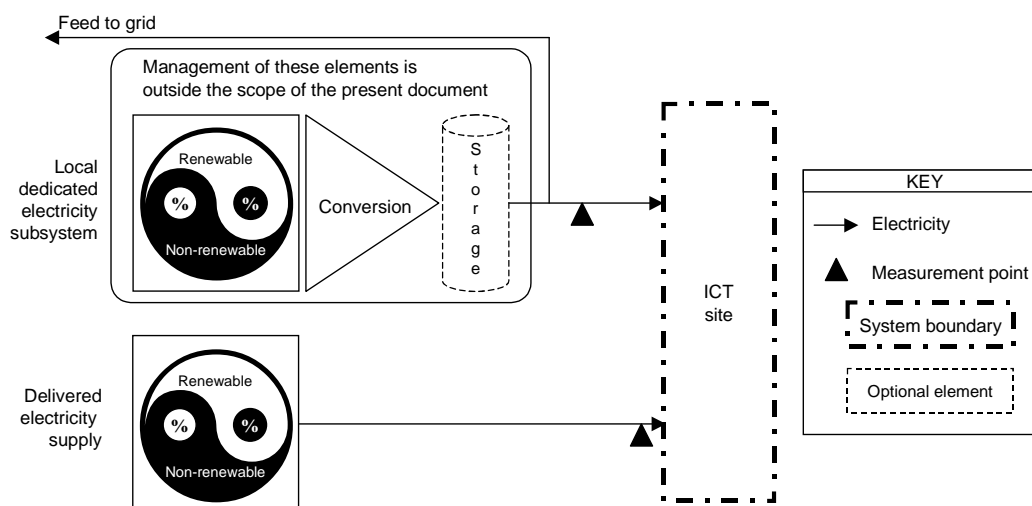 Feed to grid
Management of these elements is
outside the scope of the present document
Local
dedicated
electricity
subsystem
Renewable
% %
Non-renewable
Conversion
Storage
ICT
site
KEY
Electricity
Measurement point
System boundary
Optional element
Delivered
electricity
supply
Renewable
% %
Non-renewable